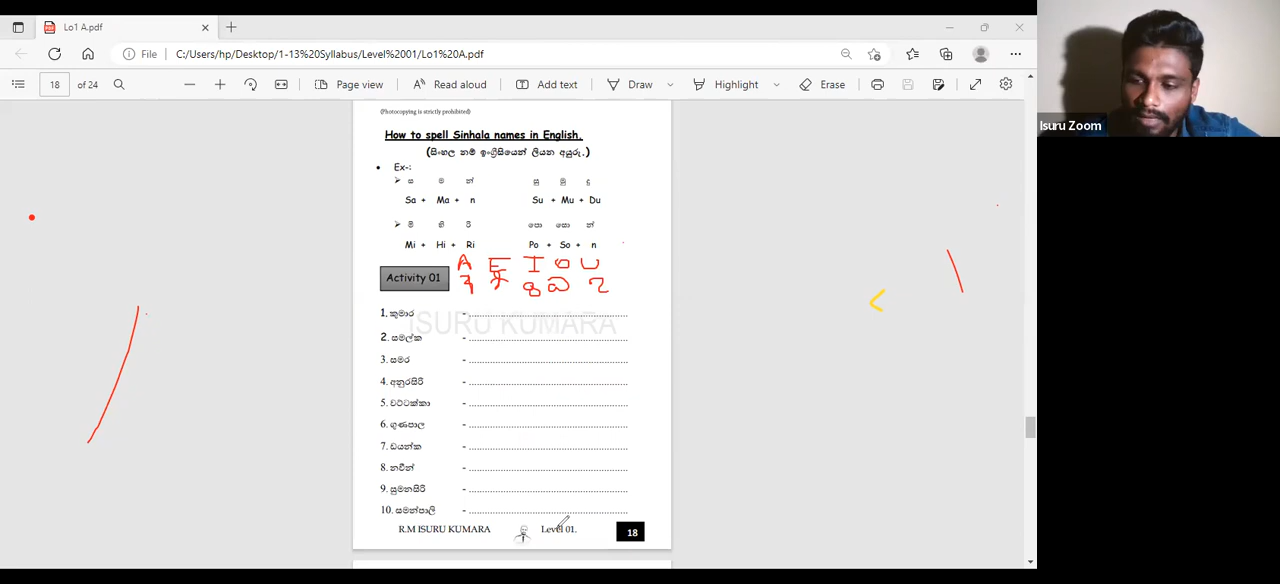 Lo1 A.pdf
File C:/Users/hp/Desktop/1-13%20Syllabus/Level%2001/Lo1%20A.pdf
18 of 24 Page view Read aloud Add text Draw Highlight Erase
Isuru Zoom
(Photocopying is strictly prohibited)
How to spell Sinhala names in English.
(සිංහල නම් ඉංග්‍රීසියෙන් ලියන අයුරු.)
• Ex-:
➢ ස ම න් සු මු දු
Sa + Ma + n Su + Mu + Du
➢ මි හි රි පො සො න්
Mi + Hi + Ri Po + So + n
A E I O U
Activity 01
1. කුමාර - ........................................
ISURU KUMARA
2. සමල්ක - ........................................
3. සමර - ........................................
4. අනුරසිරි - ........................................
5. වට්ටක්කා - ........................................
6. ගුණපාල - ........................................
7. ඩයන්ක - ........................................
8. නවීන් - ........................................
9. සුමනසිරි - ........................................
10. සමන්පාලි - ........................................
R.M ISURU KUMARA Level 01. 18